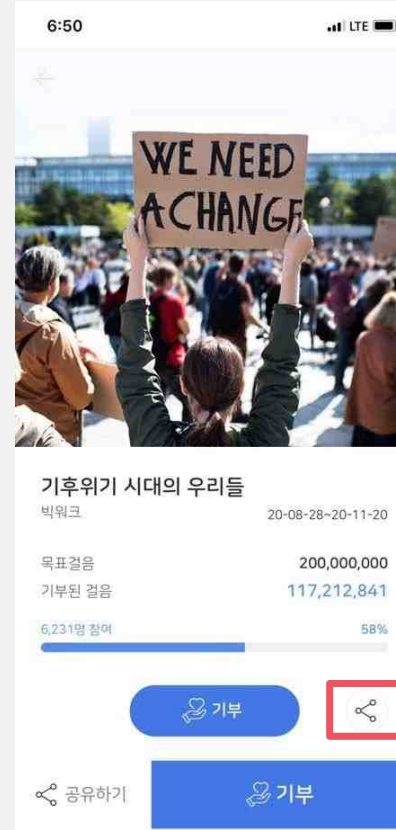 6:50
LTE
WE NEED
A CHANGE
기후위기 시대의 우리들
빅워크
20-08-28~20-11-20
목표걸음 200,000,000
기부된 걸음 117,212,841
6,231명 참여 58%
기부
공유하기 기부